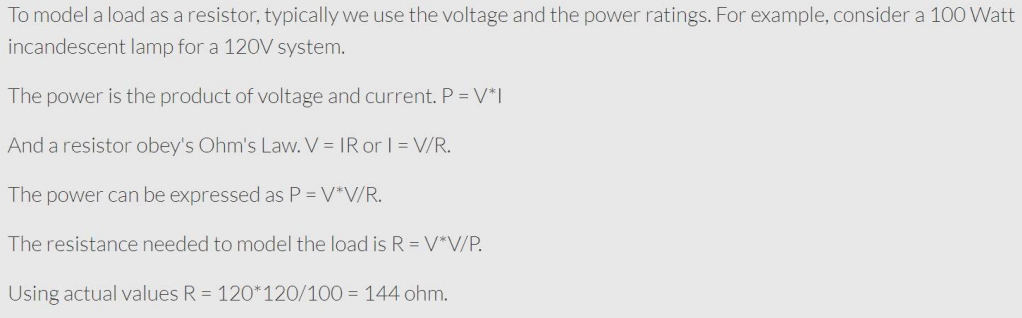 To model a load as a resistor, typically we use the voltage and the power ratings. For example, consider a 100 Watt
incandescent lamp for a 120V system.
The power is the product of voltage and current. P = V*I
And a resistor obey's Ohm's Law. V = IR or I = V/R.
The power can be expressed as P = V*V/R.
The resistance needed to model the load is R = V*V/P.
Using actual values R = 120*120/100 = 144 ohm.